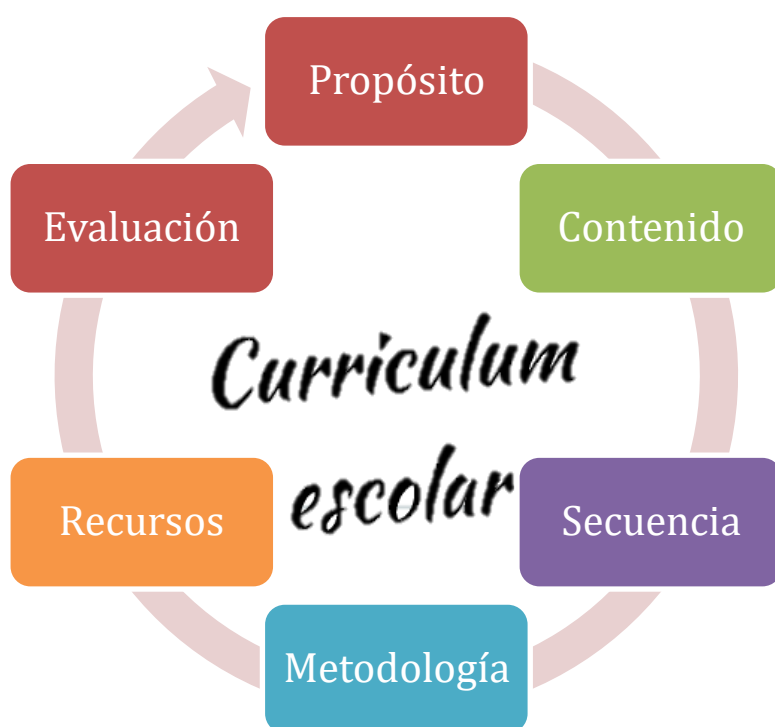 Propósito
Contenido
Secuencia
Metodología
Recursos
Evaluación
Curriculum
escolar